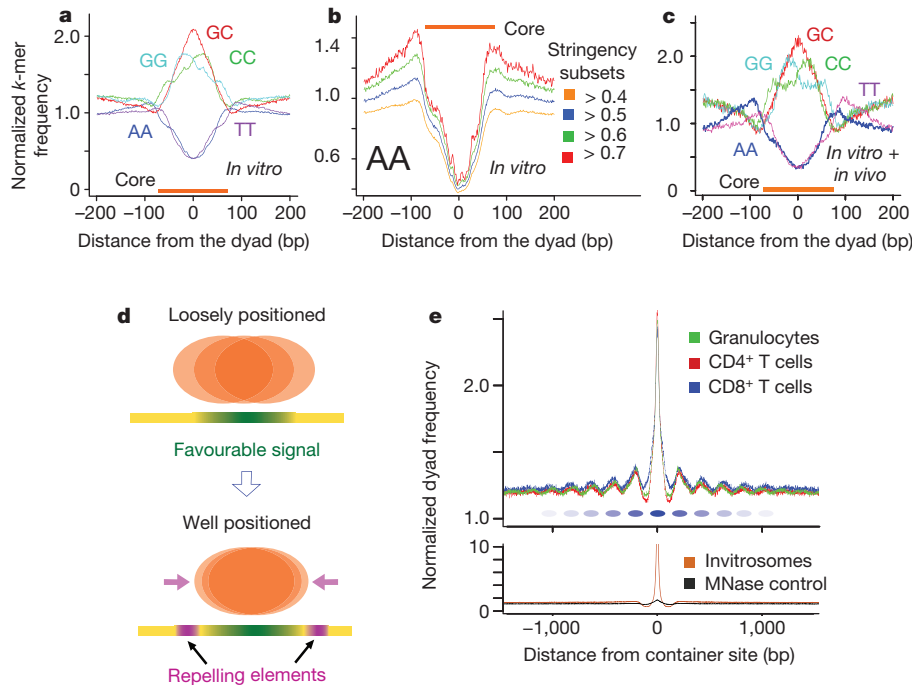 a
Normalized k-mer frequency
2.0
1.0
0
GC
GG
CC
AA
TT
In vitro
Core
−200 −100 0 100 200
Distance from the dyad (bp)
b
1.4
1.0
0.6
Core
Stringency
subsets
> 0.4
> 0.5
> 0.6
> 0.7
AA
In vitro
−200 −100 0 100 200
Distance from the dyad (bp)
c
2.0
1.0
0
GC
GG
CC
TT
AA
In vitro +
in vivo
Core
−200 −100 0 100 200
Distance from the dyad (bp)
d
Loosely positioned
Favourable signal
Well positioned
Repelling elements
e
Normalized dyad frequency
2.0
1.0
Granulocytes
CD4+ T cells
CD8+ T cells
10
0
Invitrosomes
MNase control
−1,000 0 1,000
Distance from container site (bp)